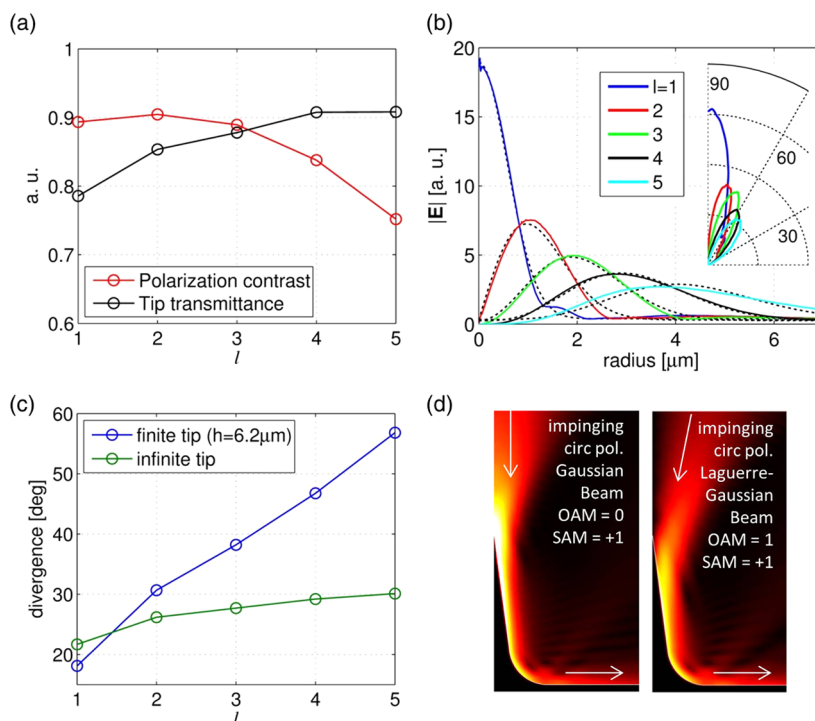 (a)
1
0.9
0.8
0.7
0.6
a. u.
Polarization contrast
Tip transmittance
1 2 3 4 5
l
(b)
20
15
10
5
0
|E| [a. u.]
l=1
2
3
4
5
90
60
30
0 2 4 6
radius [μm]
(c)
60
50
40
30
20
divergence [deg]
finite tip (h=6.2μm)
infinite tip
1 2 3 4 5
l
(d)
impinging
circ pol.
Gaussian
Beam
OAM = 0
SAM = +1
impinging
circ pol.
Laguerre-
Gaussian
Beam
OAM = 1
SAM = +1